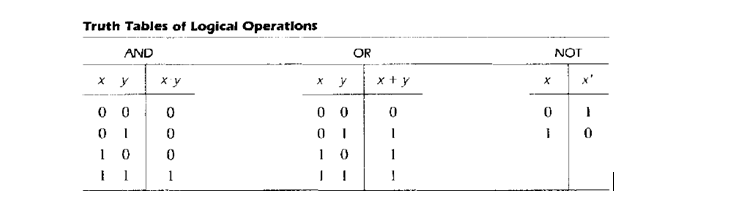 Truth Tables of Logical Operations
AND OR NOT
x y x·y x y x + y x x'
0 0 0 0 0 0 0 1
0 1 0 0 1 1 1 0
1 0 0 1 0 1
1 1 1 1 1 1